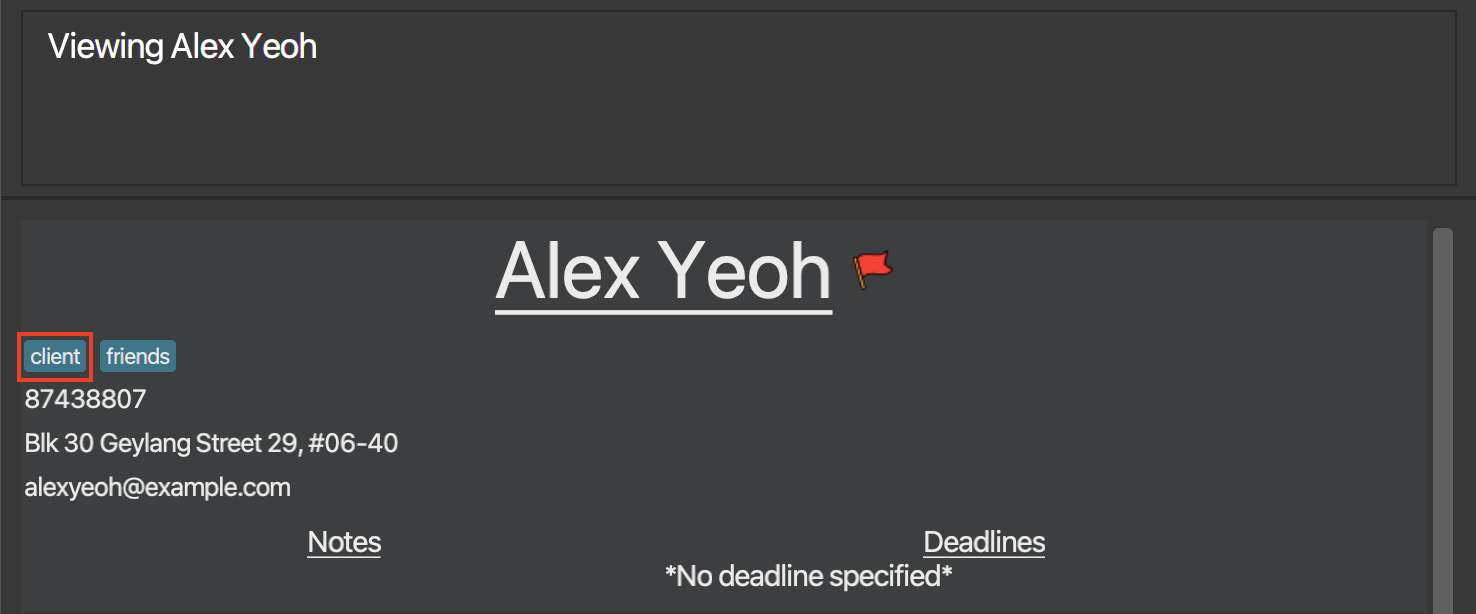 Viewing Alex Yeoh
Alex Yeoh
client friends
87438807
Blk 30 Geylang Street 29, #06-40
alexyeoh@example.com
Notes Deadlines
*No deadline specified*